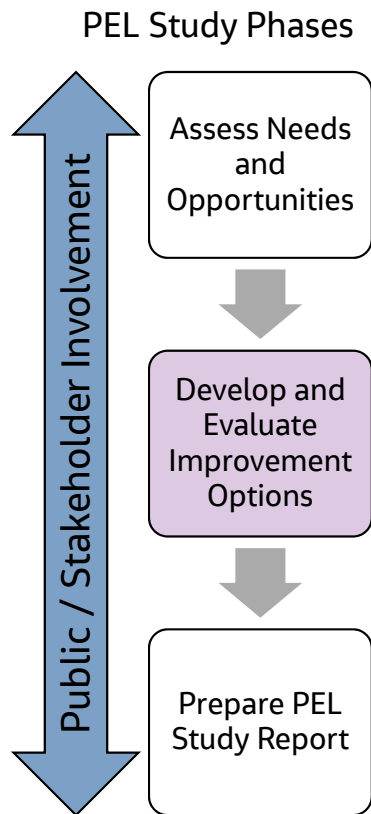 PEL Study Phases
Public / Stakeholder Involvement
Assess Needs
and
Opportunities
Develop and
Evaluate
Improvement
Options
Prepare PEL
Study Report